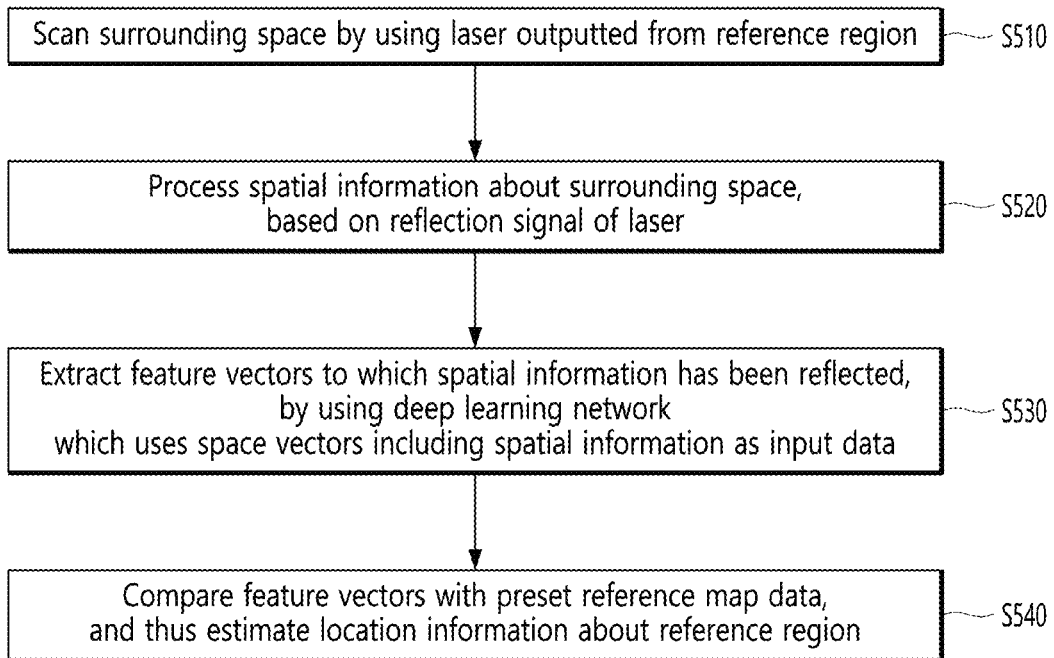 Scan surrounding space by using laser outputted from reference region
S510
Process spatial information about surrounding space,
based on reflection signal of laser
S520
Extract feature vectors to which spatial information has been reflected,
by using deep learning network
which uses space vectors including spatial information as input data
S530
Compare feature vectors with preset reference map data,
and thus estimate location information about reference region
S540